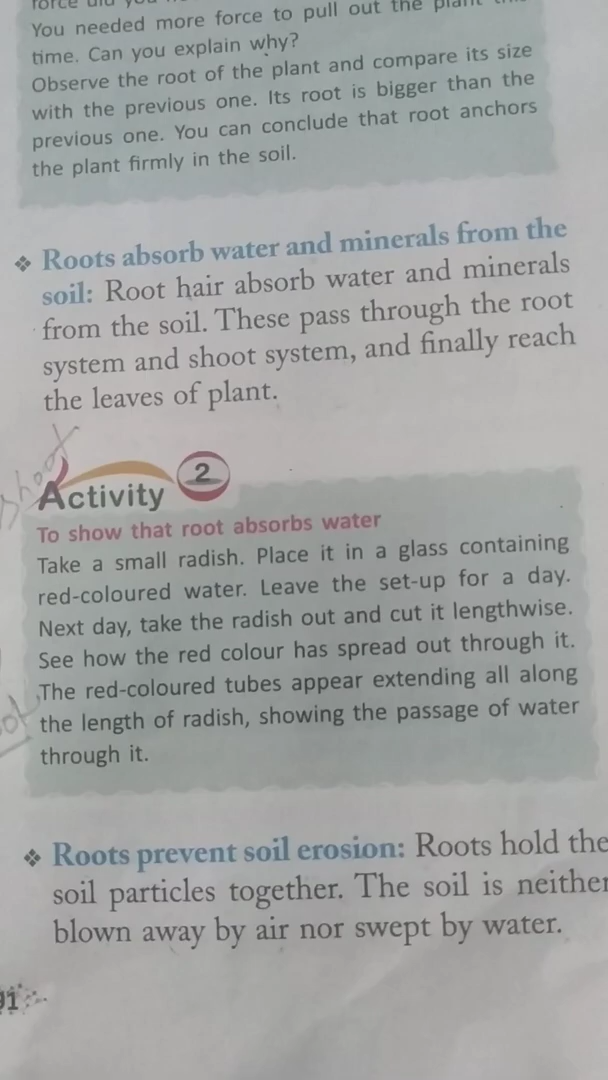 You needed more force to pull out the plant
time. Can you explain why?
Observe the root of the plant and compare its size
with the previous one. Its root is bigger than the
previous one. You can conclude that root anchors
the plant firmly in the soil.
❖ Roots absorb water and minerals from the
soil: Root hair absorb water and minerals
from the soil. These pass through the root
system and shoot system, and finally reach
the leaves of plant.
shoot
Activity 2
To show that root absorbs water
Take a small radish. Place it in a glass containing
red-coloured water. Leave the set-up for a day.
Next day, take the radish out and cut it lengthwise.
See how the red colour has spread out through it.
The red-coloured tubes appear extending all along
the length of radish, showing the passage of water
through it.
❖ Roots prevent soil erosion: Roots hold the
soil particles together. The soil is neither
blown away by air nor swept by water.